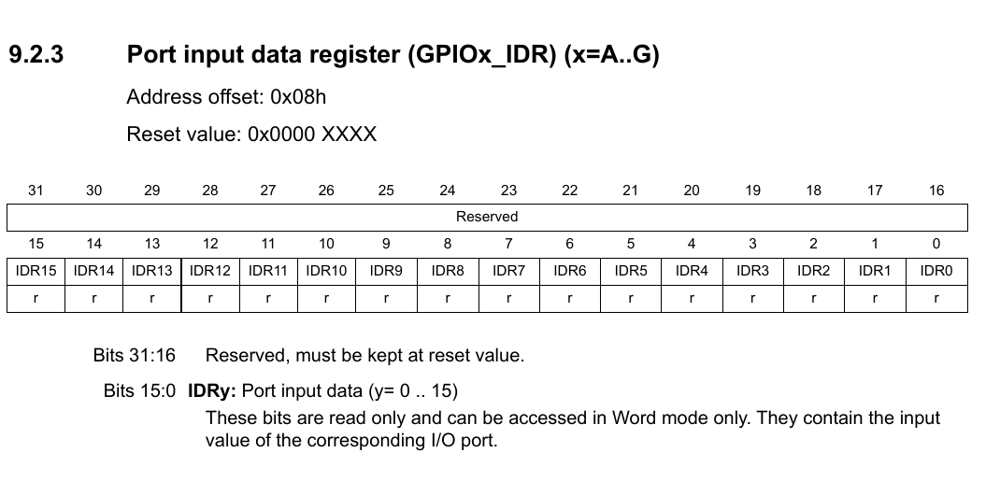 9.2.3 Port input data register (GPIOx_IDR) (x=A..G)
Address offset: 0x08h
Reset value: 0x0000 XXXX
31 30 29 28 27 26 25 24 23 22 21 20 19 18 17 16
Reserved
15 14 13 12 11 10 9 8 7 6 5 4 3 2 1 0
IDR15 IDR14 IDR13 IDR12 IDR11 IDR10 IDR9 IDR8 IDR7 IDR6 IDR5 IDR4 IDR3 IDR2 IDR1 IDR0
r r r r r r r r r r r r r r r r
Bits 31:16 Reserved, must be kept at reset value.
Bits 15:0 IDRy: Port input data (y= 0 .. 15)
These bits are read only and can be accessed in Word mode only. They contain the input
value of the corresponding I/O port.